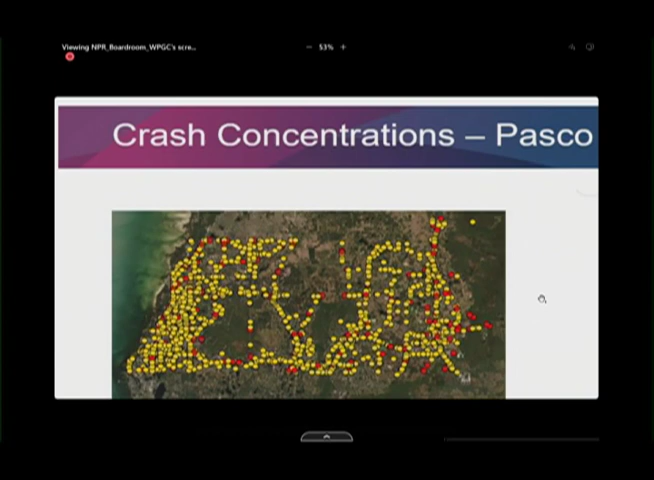 Viewing NPR_Boardroom_WPGC's scre...
− 53% +
Crash Concentrations – Pasco